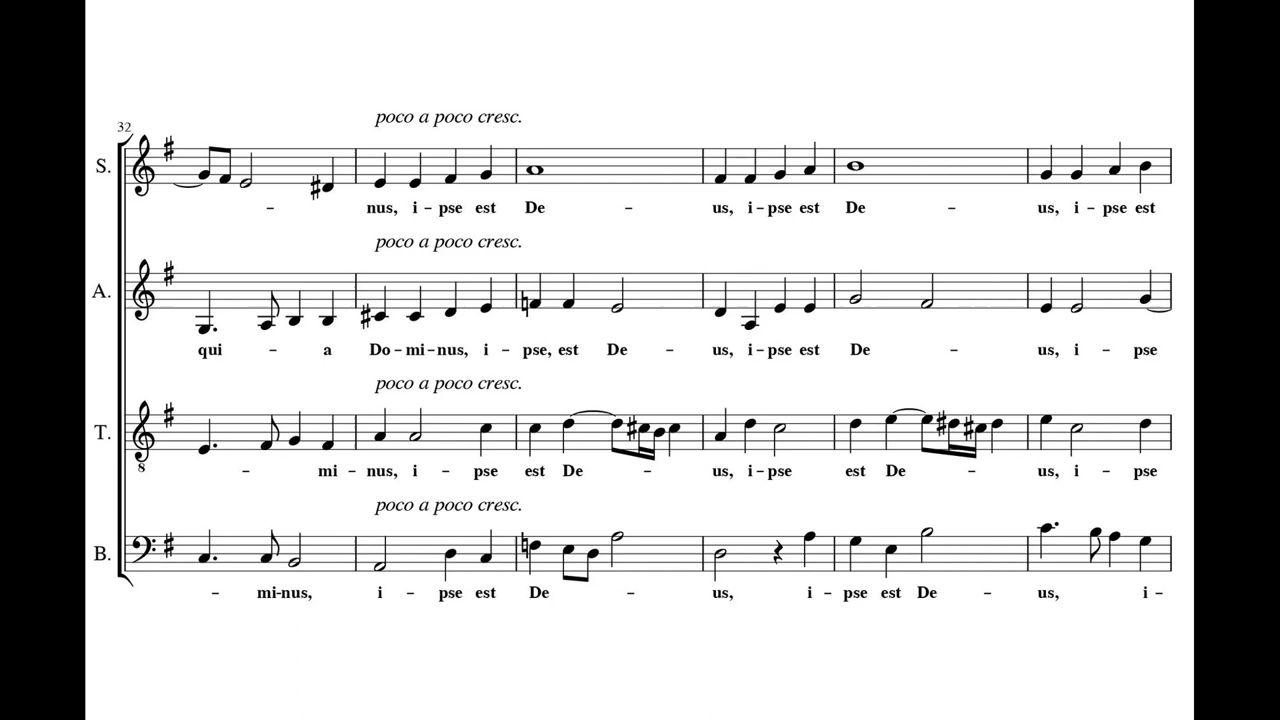 32
poco a poco cresc.
S.
– nus, i – pse est De – us, i – pse est De – us, i – pse est
poco a poco cresc.
A.
qui – a Do – mi – nus, i – pse, est De – us, i – pse est De – us, i – pse
poco a poco cresc.
T.
8
– mi – nus, i – pse est De – us, i – pse est De – us, i – pse
poco a poco cresc.
B.
– mi-nus, i – pse est De – us, i – pse est De – us, i –